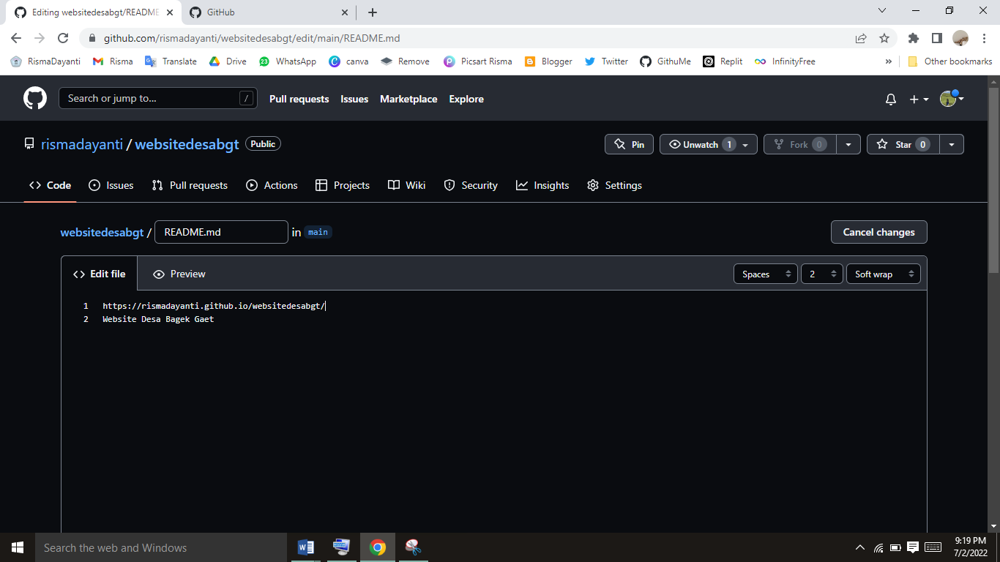 Editing websitedesabgt/README
GitHub
github.com/rismadayanti/websitedesabgt/edit/main/README.md
RismaDayanti Risma Translate Drive 23 WhatsApp canva Remove Picsart Risma Blogger Twitter GithuMe Replit InfinityFree » Other bookmarks
Search or jump to... / Pull requests Issues Marketplace Explore
rismadayanti / websitedesabgt Public Pin Unwatch 1 Fork 0 Star 0
Code Issues Pull requests Actions Projects Wiki Security Insights Settings
websitedesabgt / README.md in main Cancel changes
Edit file Preview Spaces 2 Soft wrap
1 https://rismadayanti.github.io/websitedesabgt/
2 Website Desa Bagek Gaet
Search the web and Windows
9:19 PM
7/2/2022